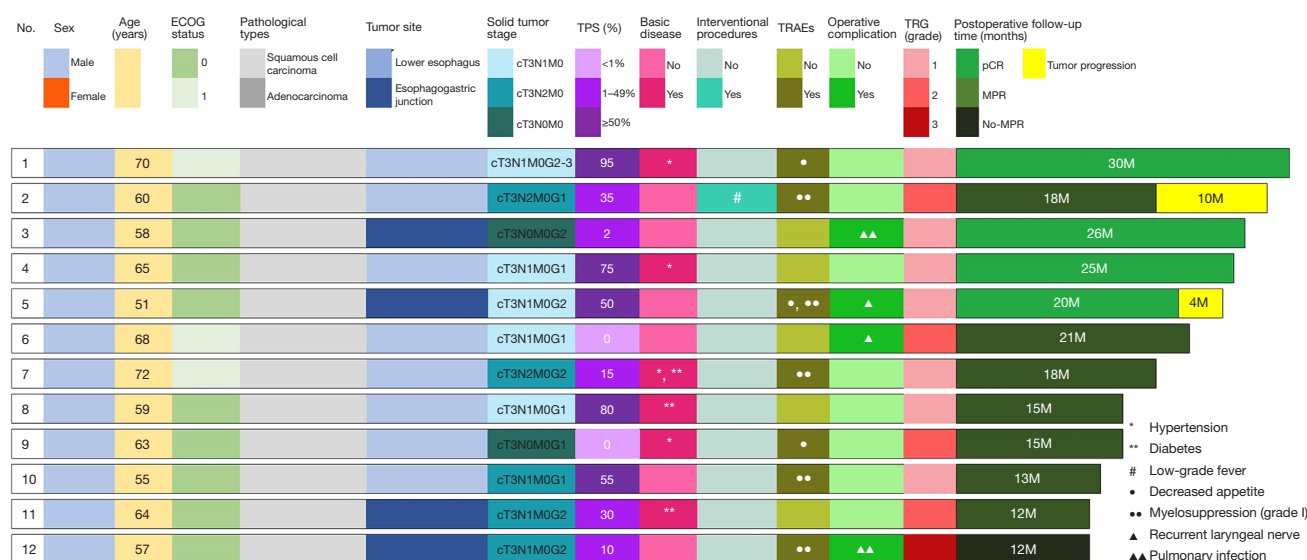 No. Sex Age (years) ECOG status Pathological types Tumor site Solid tumor stage TPS (%) Basic disease Interventional procedures TRAEs Operative complication TRG (grade) Postoperative follow-up time (months)
Male 0 Squamous cell carcinoma Lower esophagus cT3N1M0 <1% No No No No 1 pCR Tumor progression
Female 1 Adenocarcinoma Esophagogastric junction cT3N2M0 1–49% Yes Yes Yes Yes 2 MPR
cT3N0M0 ≥50% 3 No-MPR
1 70 cT3N1M0G2-3 95 * • 30M
2 60 cT3N2M0G1 35 # •• 18M 10M
3 58 cT3N0M0G2 2 ▲▲ 26M
4 65 cT3N1M0G1 75 * 25M
5 51 cT3N1M0G2 50 •, •• ▲ 20M 4M
6 68 cT3N1M0G1 0 ▲ 21M
7 72 cT3N2M0G2 15 *, ** •• 18M
8 59 cT3N1M0G1 80 ** 15M
9 63 cT3N0M0G1 0 * • 15M
10 55 cT3N1M0G1 55 •• 13M
11 64 cT3N1M0G2 30 ** 12M
12 57 cT3N1M0G2 10 •• ▲▲ 12M
* Hypertension
** Diabetes
# Low-grade fever
• Decreased appetite
•• Myelosuppression (grade I)
▲ Recurrent laryngeal nerve
▲▲ Pulmonary infection